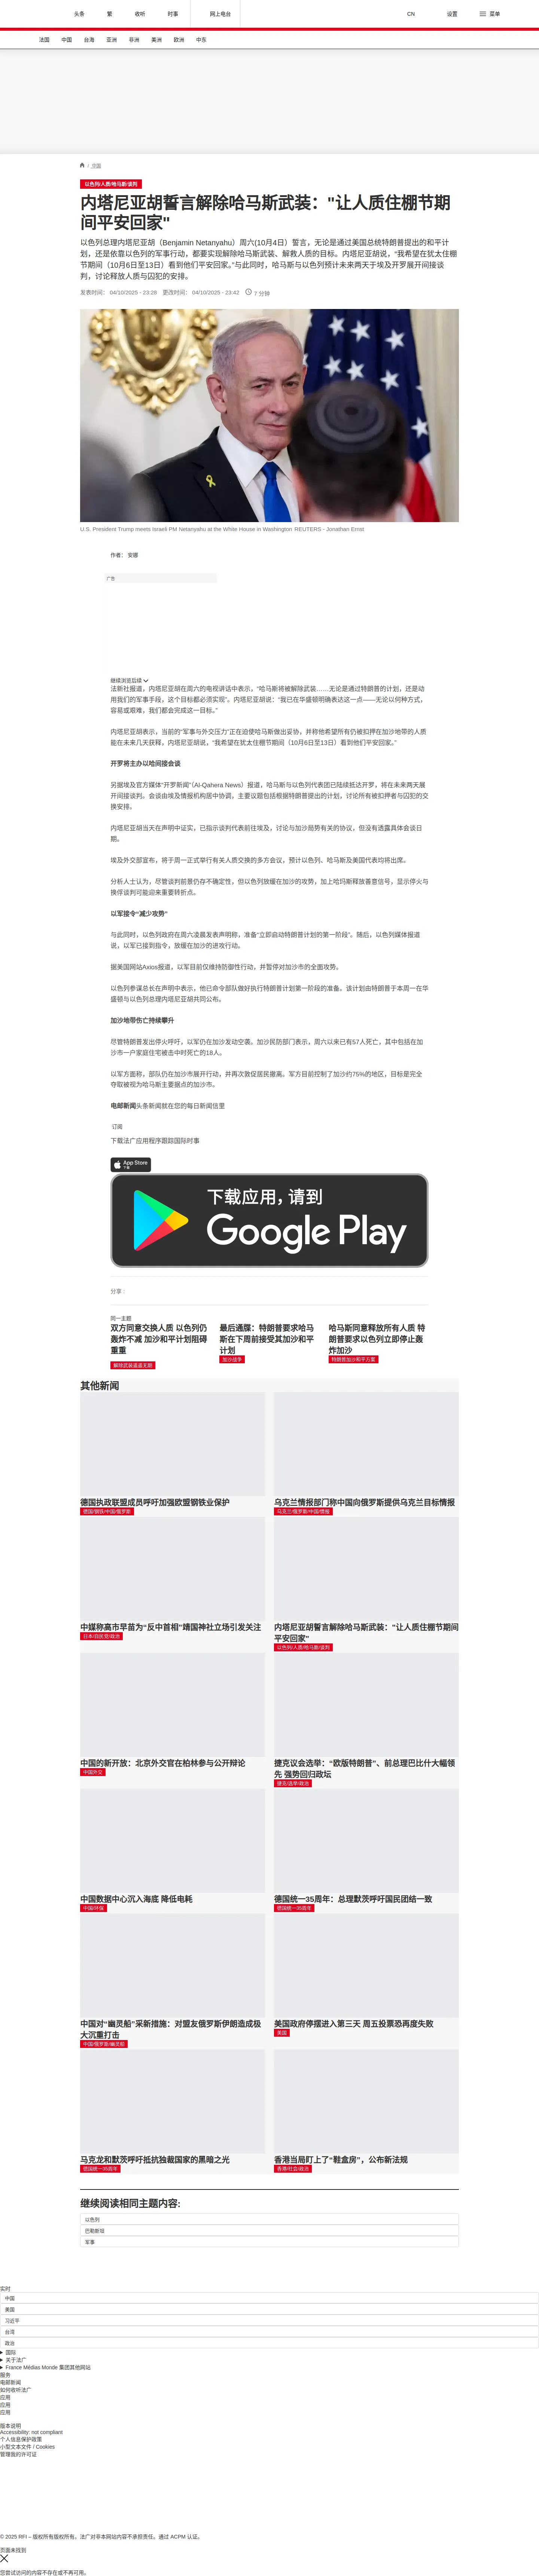 头条
繁
收听
时事
网上电台
CN
设置
菜单
法国
中国
台海
亚洲
非洲
美洲
欧洲
中东
/ 中国
以色列/人质/哈马斯/谈判
内塔尼亚胡誓言解除哈马斯武装："让人质住棚节期
间平安回家"
以色列总理内塔尼亚胡（Benjamin Netanyahu）周六(10月4日）誓言，无论是通过美国总统特朗普提出的和平计
划，还是依靠以色列的军事行动，都要实现解除哈马斯武装、解救人质的目标。内塔尼亚胡说，“我希望在犹太住棚
节期间（10月6日至13日）看到他们平安回家。”与此同时，哈马斯与以色列预计未来两天于埃及开罗展开间接谈
判，讨论释放人质与囚犯的安排。
发表时间： 04/10/2025 - 23:28 更改时间： 04/10/2025 - 23:42 7 分钟
U.S. President Trump meets Israeli PM Netanyahu at the White House in Washington REUTERS - Jonathan Ernst
作者： 安娜
广告
继续浏览后续
法新社报道，内塔尼亚胡在周六的电视讲话中表示，“哈马斯将被解除武装……无论是通过特朗普的计划，还是动
用我们的军事手段，这个目标都必须实现”。内塔尼亚胡说：“我已在华盛顿明确表达这一点——无论以何种方式，
容易或艰难，我们都会完成这一目标。”
内塔尼亚胡表示，当前的“军事与外交压力”正在迫使哈马斯做出妥协，并称他希望所有仍被扣押在加沙地带的人质
能在未来几天获释，内塔尼亚胡说，“我希望在犹太住棚节期间（10月6日至13日）看到他们平安回家。”
开罗将主办以哈间接会谈
另据埃及官方媒体“开罗新闻”（Al-Qahera News）报道，哈马斯与以色列代表团已陆续抵达开罗，将在未来两天展
开间接谈判。会谈由埃及情报机构居中协调，主要议题包括根据特朗普提出的计划，讨论所有被扣押者与囚犯的交
换安排。
内塔尼亚胡当天在声明中证实，已指示谈判代表前往埃及，讨论与加沙局势有关的协议，但没有透露具体会谈日
期。
埃及外交部宣布，将于周一正式举行有关人质交换的多方会议，预计以色列、哈马斯及美国代表均将出席。
分析人士认为，尽管谈判前景仍存不确定性，但以色列放缓在加沙的攻势，加上哈玛斯释放善意信号，显示停火与
换俘谈判可能迎来重要转折点。
以军接令“减少攻势”
与此同时，以色列政府在周六凌晨发表声明称，准备“立即启动特朗普计划的第一阶段”。随后，以色列媒体报道
说，以军已接到指令，放缓在加沙的进攻行动。
据美国网站Axios报道，以军目前仅维持防御性行动，并暂停对加沙市的全面攻势。
以色列参谋总长在声明中表示，他已命令部队做好执行特朗普计划第一阶段的准备。该计划由特朗普于本周一在华
盛顿与以色列总理内塔尼亚胡共同公布。
加沙地带伤亡持续攀升
尽管特朗普发出停火呼吁，以军仍在加沙发动空袭。加沙民防部门表示，周六以来已有57人死亡，其中包括在加
沙市一户家庭住宅被击中时死亡的18人。
以军方面称，部队仍在加沙市展开行动，并再次敦促居民撤离。军方目前控制了加沙约75%的地区，目标是完全
夺取被视为哈马斯主要据点的加沙市。
电邮新闻头条新闻就在您的每日新闻信里
订阅
下载法广应用程序跟踪国际时事
App Store
下载应用，请到
Google Play
分享 :
同一主题
双方同意交换人质 以色列仍
轰炸不减 加沙和平计划阻碍
重重
解除武装遥遥无期
最后通牒：特朗普要求哈马
斯在下周前接受其加沙和平
计划
加沙战争
哈马斯同意释放所有人质 特
朗普要求以色列立即停止轰
炸加沙
特朗普加沙和平方案
其他新闻
德国执政联盟成员呼吁加强欧盟钢铁业保护
德国/钢铁/中国/俄罗斯
乌克兰情报部门称中国向俄罗斯提供乌克兰目标情报
乌克兰/俄罗斯/中国/情报
中媒称高市早苗为“反中首相”靖国神社立场引发关注
日本/自民党/政治
内塔尼亚胡誓言解除哈马斯武装："让人质住棚节期间
平安回家"
以色列/人质/哈马斯/谈判
中国的新开放：北京外交官在柏林参与公开辩论
中国外交
捷克议会选举：“欧版特朗普”、前总理巴比什大幅领
先 强势回归政坛
捷克/选举/政治
中国数据中心沉入海底 降低电耗
中国/环保
德国统一35周年：总理默茨呼吁国民团结一致
德国统一35周年
中国对“幽灵船”采新措施：对盟友俄罗斯伊朗造成极
大沉重打击
中国/俄罗斯/幽灵船
美国政府停摆进入第三天 周五投票恐再度失败
美国
马克龙和默茨呼吁抵抗独裁国家的黑暗之光
德国统一35周年
香港当局盯上了“鞋盒房”，公布新法规
香港/社会/政治
继续阅读相同主题内容:
以色列
巴勒斯坦
军事
实时
中国
美国
习近平
台湾
政治
国际
关于法广
France Médias Monde 集团其他网站
服务
电邮新闻
如何收听法广
应用
应用
应用
版本说明
Accessibility: not compliant
个人信息保护政策
小型文本文件 / Cookies
管理我的许可证
© 2025 RFI – 版权所有版权所有。法广对非本网站内容不承担责任。通过 ACPM 认证。
页面未找到
您尝试访问的内容不存在或不再可用。